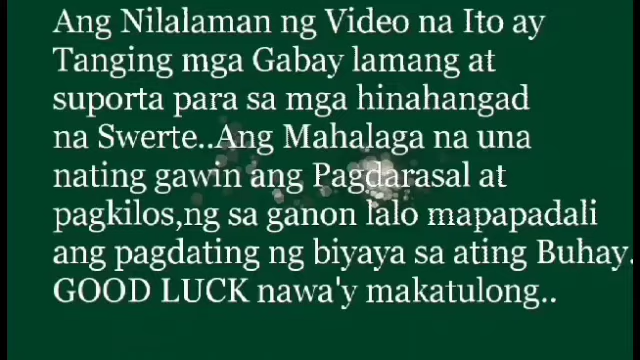 Ang Nilalaman ng Video na Ito ay
Tanging mga Gabay lamang at
suporta para sa mga hinahangad
na Swerte..Ang Mahalaga na una
nating gawin ang Pagdarasal at
pagkilos,ng sa ganon lalo mapapadali
ang pagdating ng biyaya sa ating Buhay.
GOOD LUCK nawa'y makatulong..